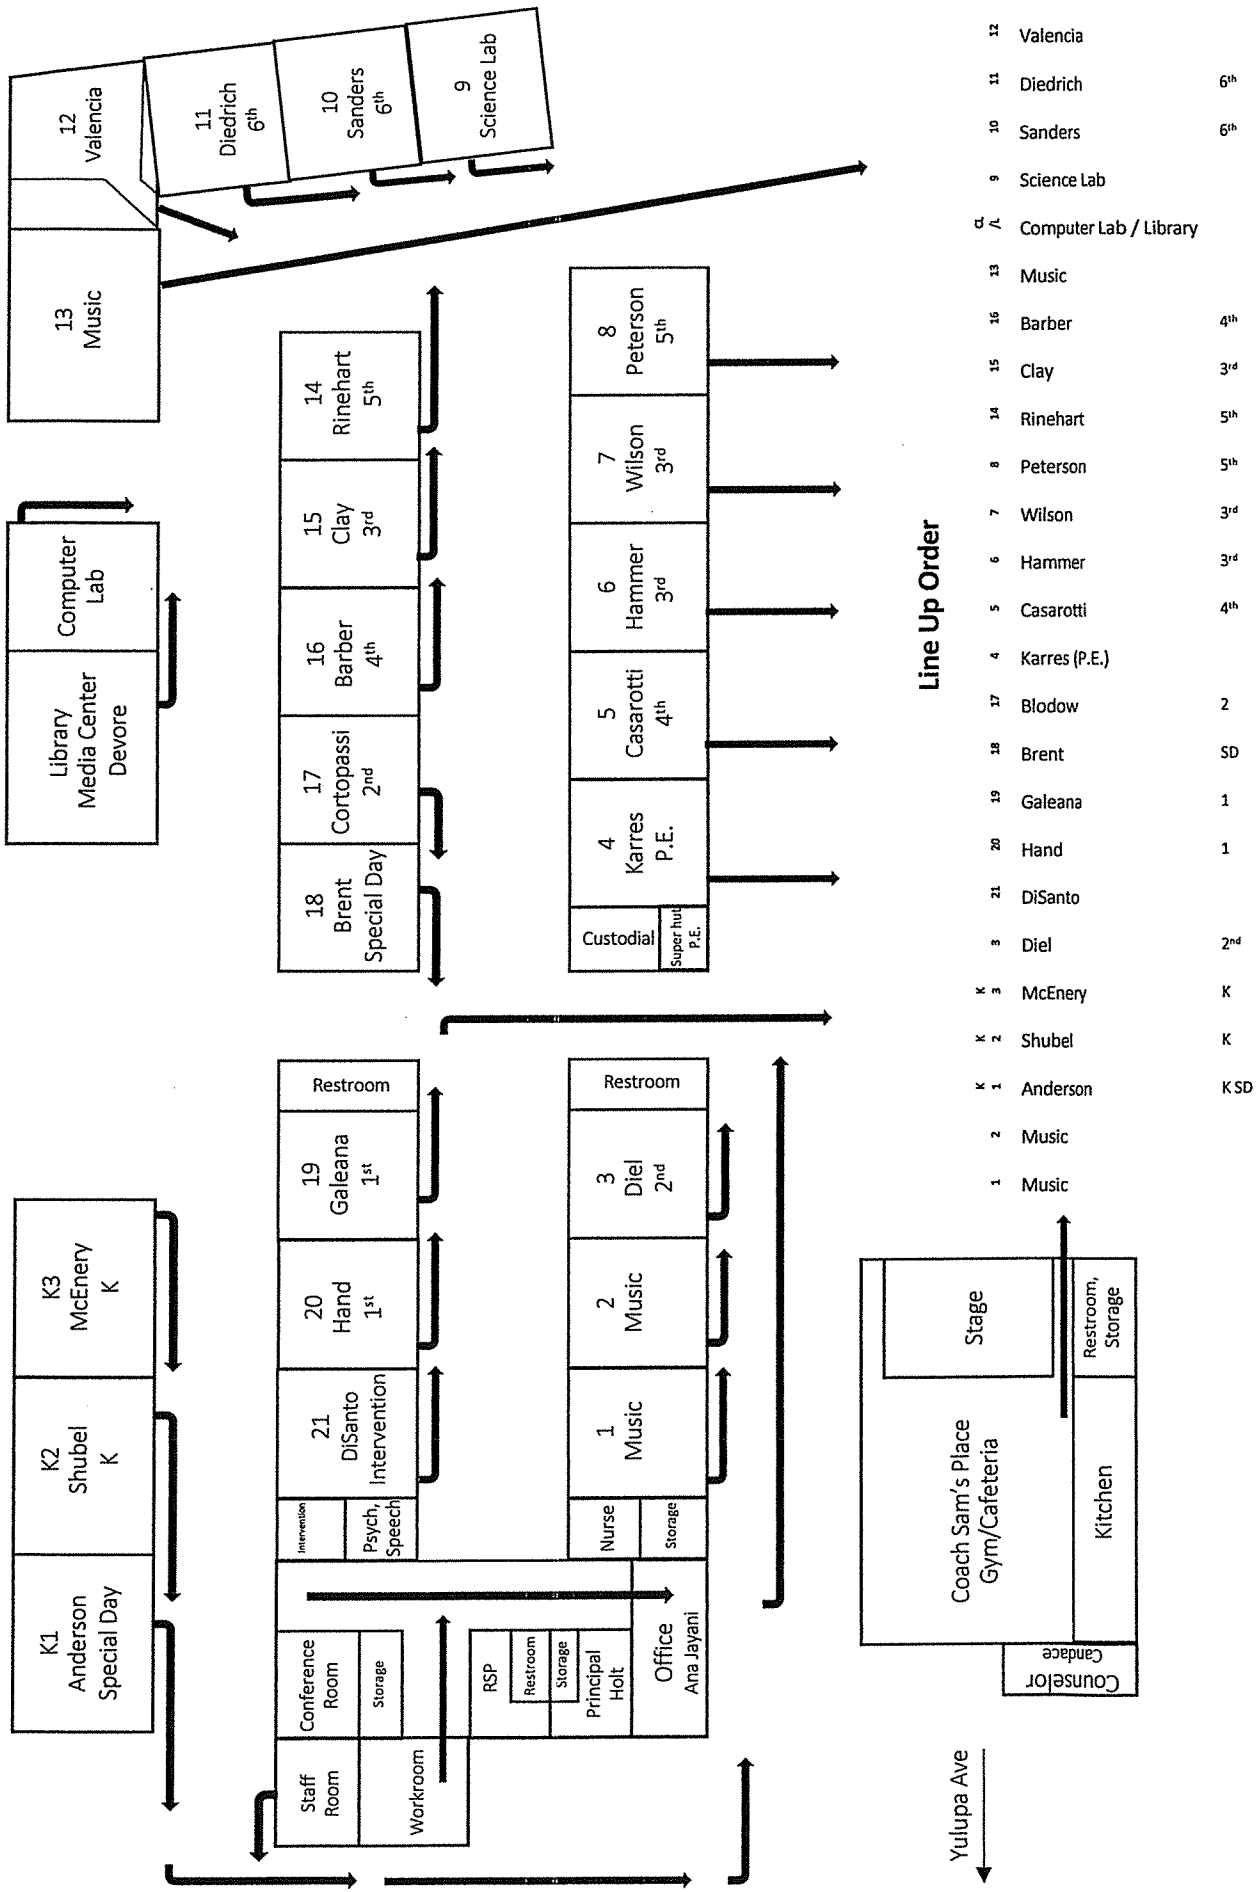 K1
Anderson
Special Day
K2
Shubel
K
K3
McEnery
K
Library
Media Center
Devore
Computer
Lab
13
Music
12
Valencia
11
Diedrich
6th
10
Sanders
6th
9
Science Lab
Staff
Room
Workroom
Conference
Room
Storage
RSP
Restroom
Storage
Principal
Holt
Office
Ana Jayani
Intervention
Psych,
Speech
21
DiSanto
Intervention
20
Hand
1st
19
Galeana
1st
Restroom
18
Brent
Special Day
17
Cortopassi
2nd
16
Barber
4th
15
Clay
3rd
14
Rinehart
5th
Nurse
Storage
1
Music
2
Music
3
Diel
2nd
Restroom
Custodial
Super hut
P.E.
4
Karres
P.E.
5
Casarotti
4th
6
Hammer
3rd
7
Wilson
3rd
8
Peterson
5th
Yulupa Ave
Counselor
Candace
Coach Sam's Place
Gym/Cafeteria
Stage
Kitchen
Restroom,
Storage
Line Up Order
12 Valencia
11 Diedrich 6th
10 Sanders 6th
9 Science Lab
CL /L Computer Lab / Library
13 Music
16 Barber 4th
15 Clay 3rd
14 Rinehart 5th
8 Peterson 5th
7 Wilson 3rd
6 Hammer 3rd
5 Casarotti 4th
4 Karres (P.E.)
17 Blodow 2
18 Brent SD
19 Galeana 1
20 Hand 1
21 DiSanto
3 Diel 2nd
K 3 McEnery K
K 2 Shubel K
K 1 Anderson K SD
2 Music
1 Music